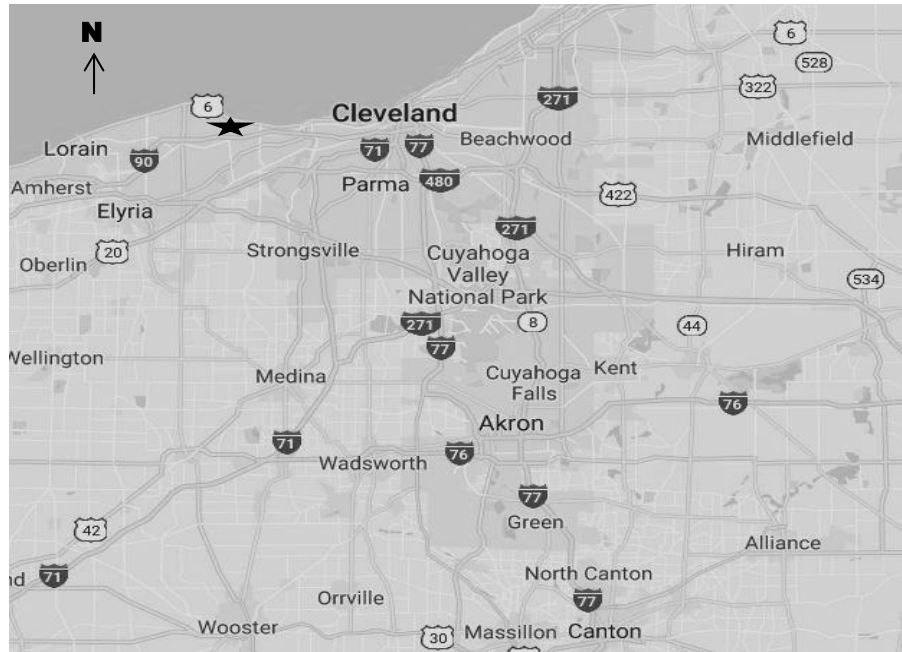 N
6
6
528
322
271
Cleveland
Beachwood
Middlefield
Lorain
90
71
77
Parma
480
422
Amherst
Elyria
271
20
Strongsville
Cuyahoga
Valley
National Park
Hiram
Oberlin
534
271
8
44
77
Wellington
Medina
Cuyahoga
Falls
Kent
76
Akron
71
76
Wadsworth
77
Green
42
Alliance
71
nd
North Canton
77
Orrville
Wooster
30
Massillon
Canton